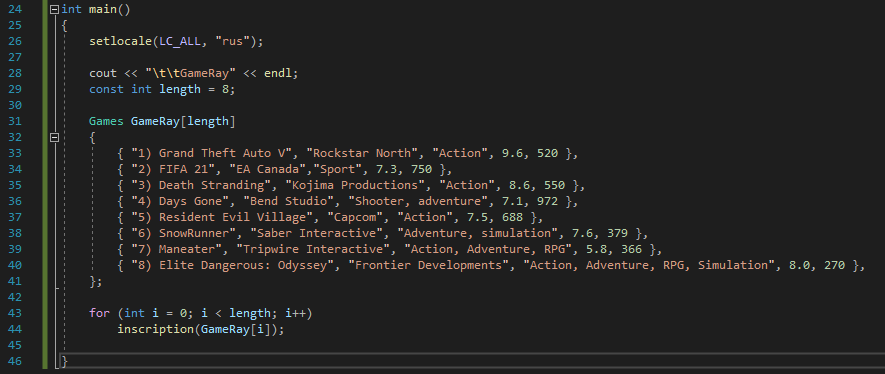 24 int main()
25 {
26 setlocale(LC_ALL, "rus");
27
28 cout << "\t\tGameRay" << endl;
29 const int length = 8;
30
31 Games GameRay[length]
32 {
33 { "1) Grand Theft Auto V", "Rockstar North", "Action", 9.6, 520 },
34 { "2) FIFA 21", "EA Canada","Sport", 7.3, 750 },
35 { "3) Death Stranding", "Kojima Productions", "Action", 8.6, 550 },
36 { "4) Days Gone", "Bend Studio", "Shooter, adventure", 7.1, 972 },
37 { "5) Resident Evil Village", "Capcom", "Action", 7.5, 688 },
38 { "6) SnowRunner", "Saber Interactive", "Adventure, simulation", 7.6, 379 },
39 { "7) Maneater", "Tripwire Interactive", "Action, Adventure, RPG", 5.8, 366 },
40 { "8) Elite Dangerous: Odyssey", "Frontier Developments", "Action, Adventure, RPG, Simulation", 8.0, 270 },
41 };
42
43 for (int i = 0; i < length; i++)
44 inscription(GameRay[i]);
45
46 }